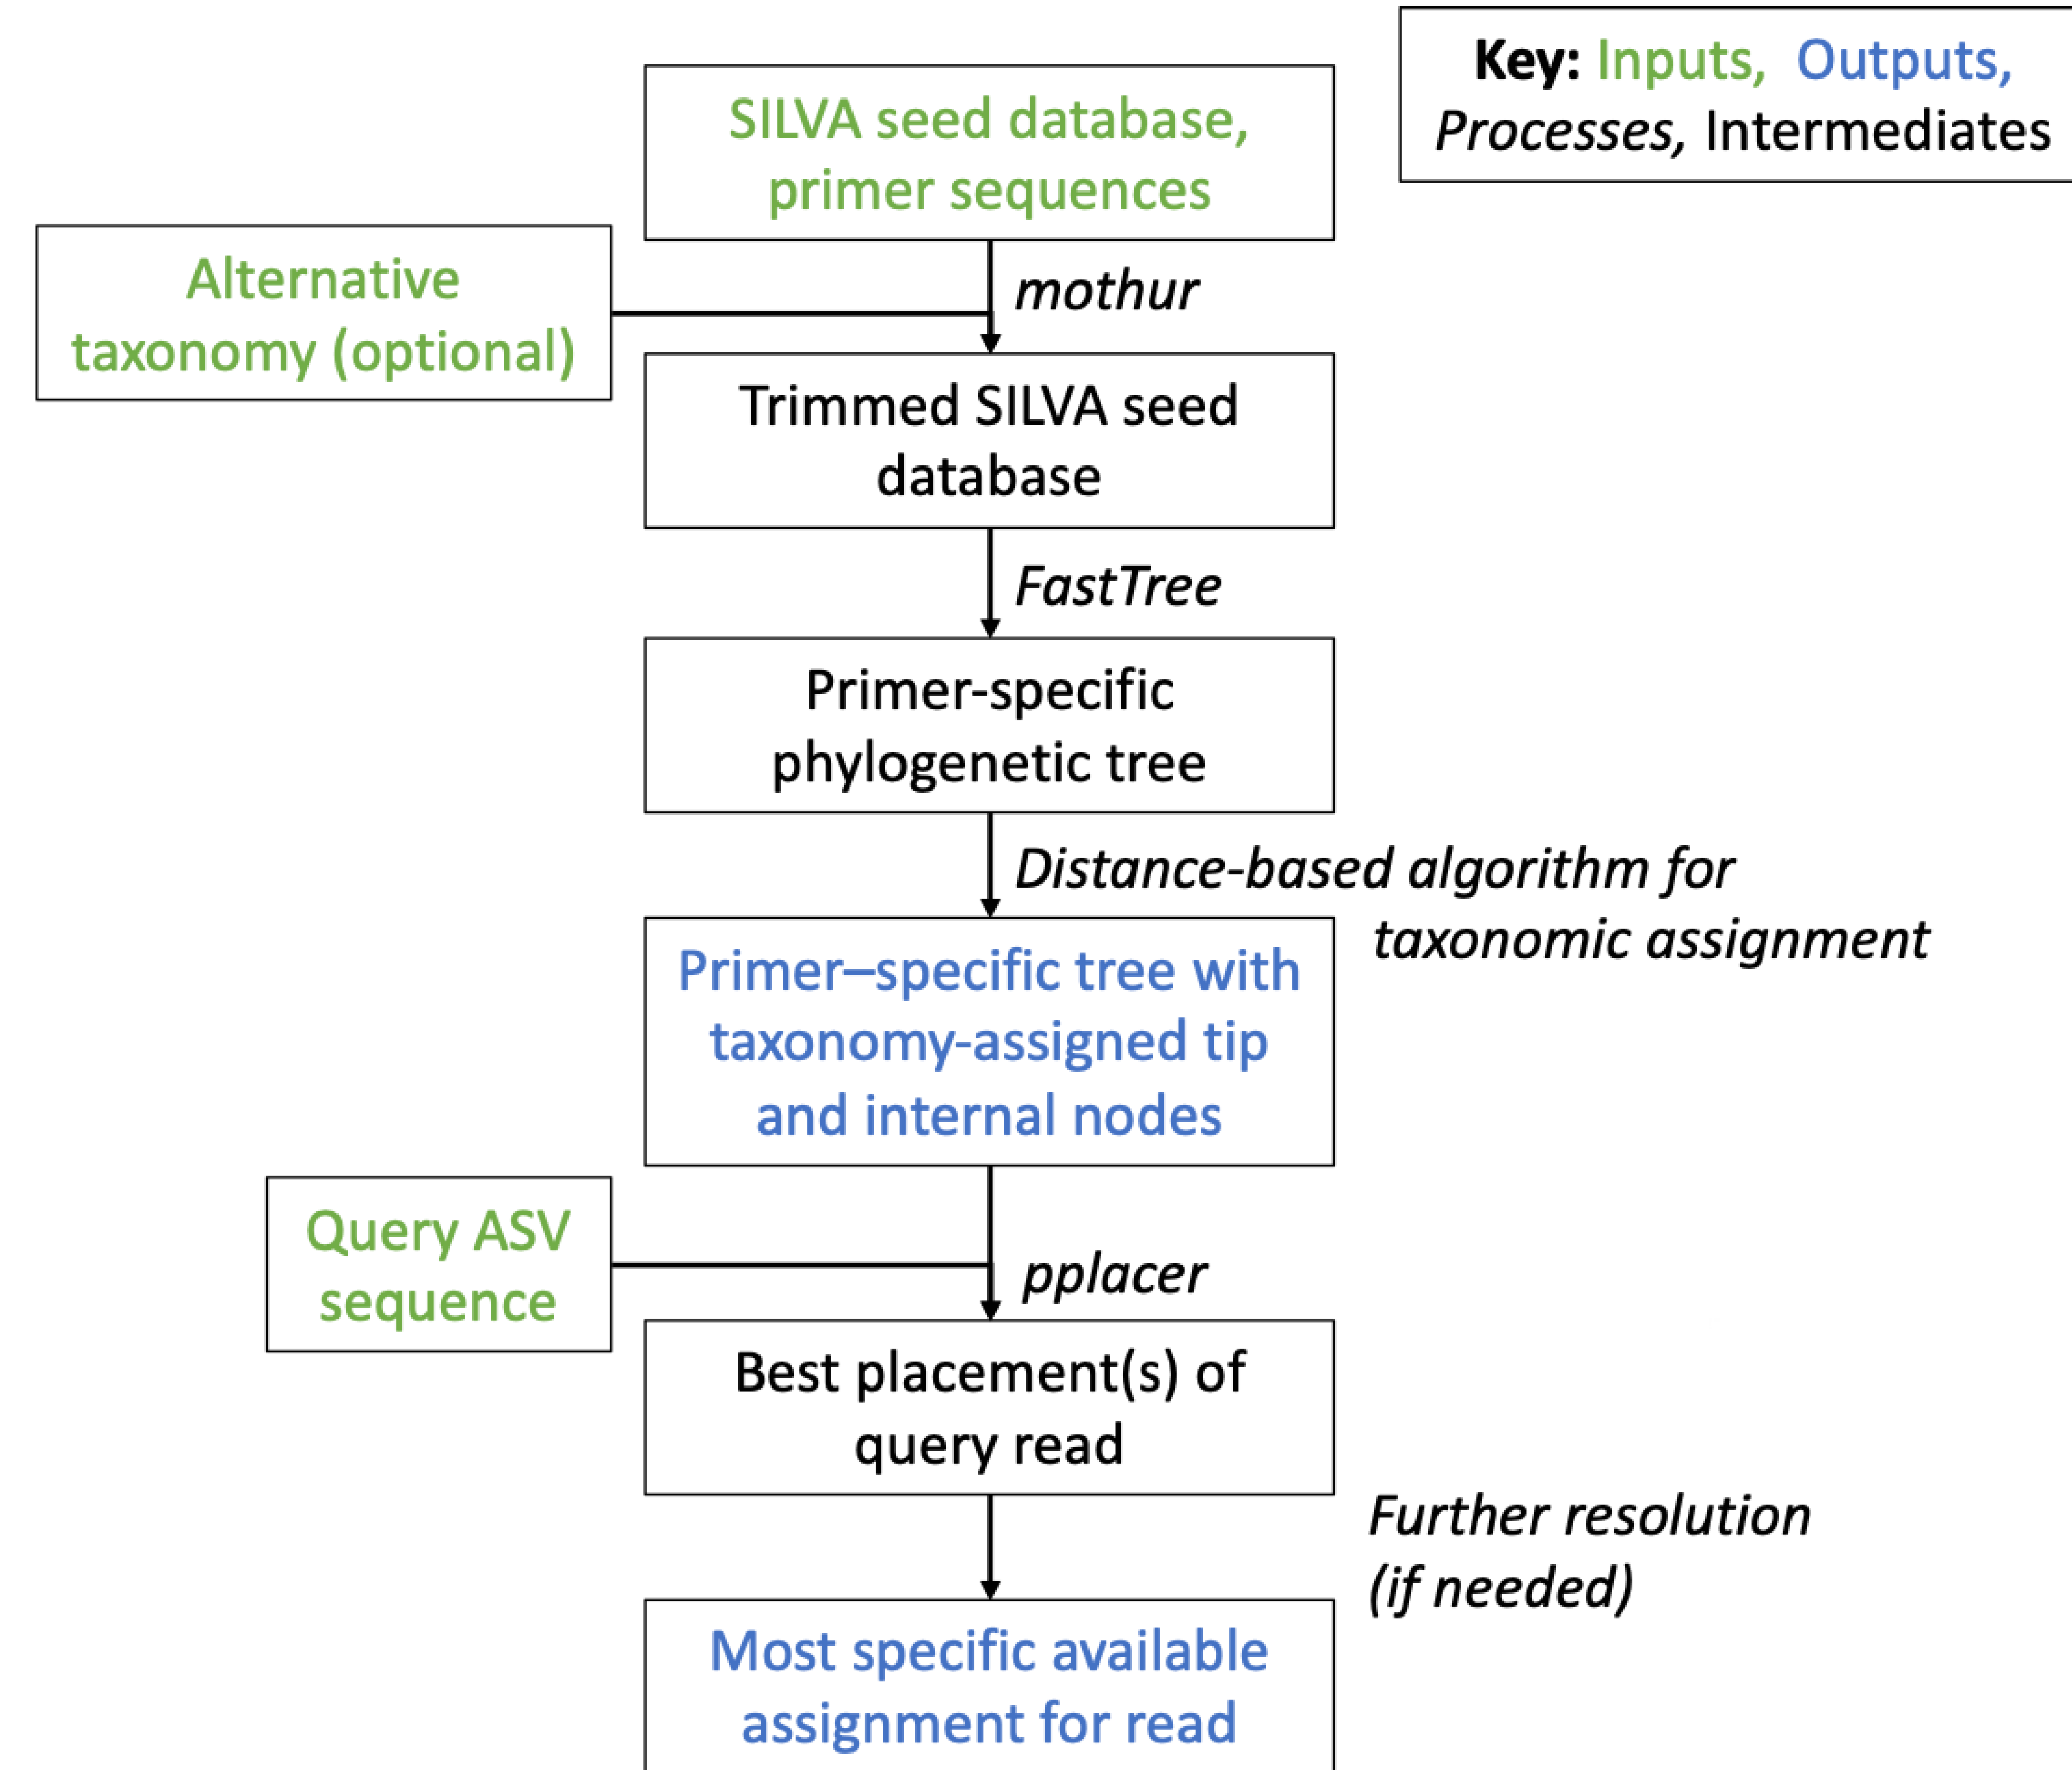 Key: Inputs, Outputs,
Processes, Intermediates
SILVA seed database,
primer sequences
Alternative
taxonomy (optional)
mothur
Trimmed SILVA seed
database
FastTree
Primer-specific
phylogenetic tree
Distance-based algorithm for
taxonomic assignment
Primer–specific tree with
taxonomy-assigned tip
and internal nodes
Query ASV
sequence
pplacer
Best placement(s) of
query read
Further resolution
(if needed)
Most specific available
assignment for read